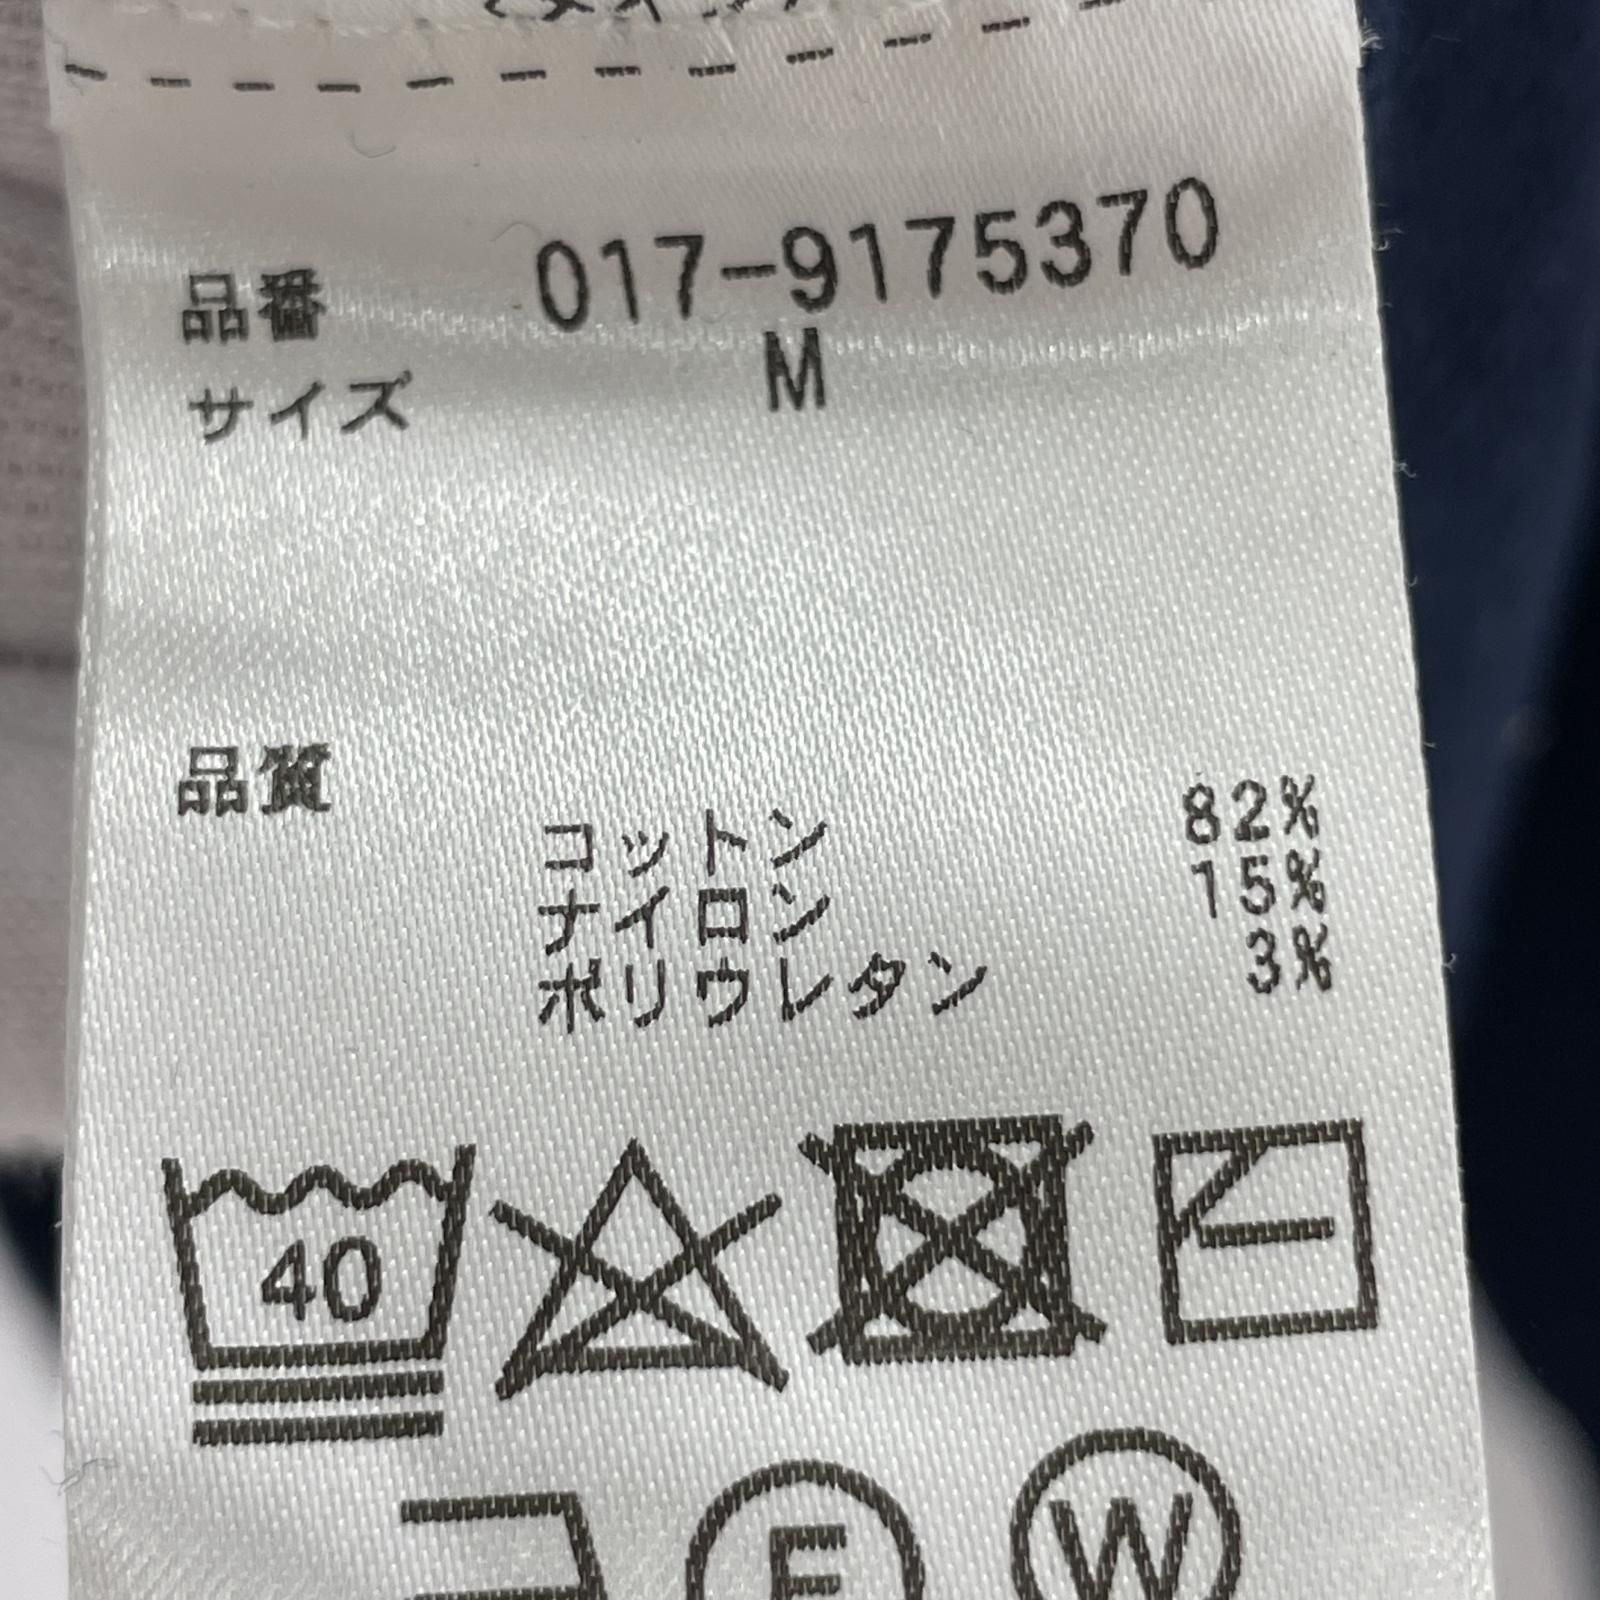 品番 017-9175370
サイズ M
品質
コットン 82%
ナイロン 15%
ポリウレタン 3%
40
F W